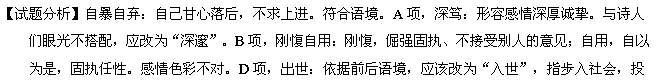 【试题分析】自暴自弃：自己甘心落后，不求上进。符合语境。A 项，深笃：形容感情深厚诚挚。与诗人
们眼光不搭配，应改为“深邃”。B 项，刚愎自用：刚愎，倔强固执、不接受别人的意见；自用，自以
为是，固执任性。感情色彩不对。D 项，出世：依据前后语境，应该改为“入世”，指步入社会，投